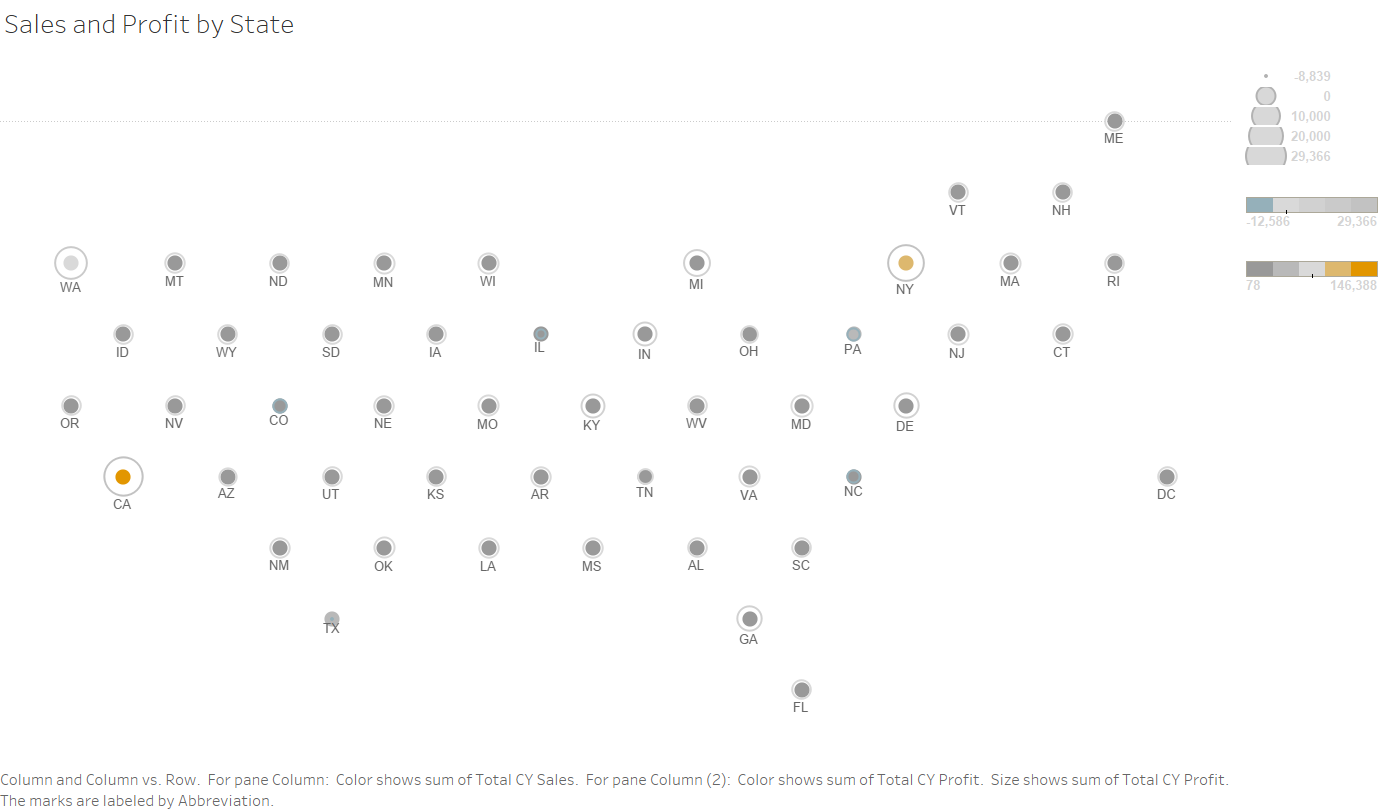 Sales and Profit by State
-8,839
0
10,000
20,000
29,366
ME
VT NH
-12,586 29,366
WA MT ND MN WI MI NY MA RI
78 146,388
ID WY SD IA IL IN OH PA NJ CT
OR NV CO NE MO KY WV MD DE
CA AZ UT KS AR TN VA NC DC
NM OK LA MS AL SC
TX
GA
FL
Column and Column vs. Row. For pane Column: Color shows sum of Total CY Sales. For pane Column (2): Color shows sum of Total CY Profit. Size shows sum of Total CY Profit.
The marks are labeled by Abbreviation.